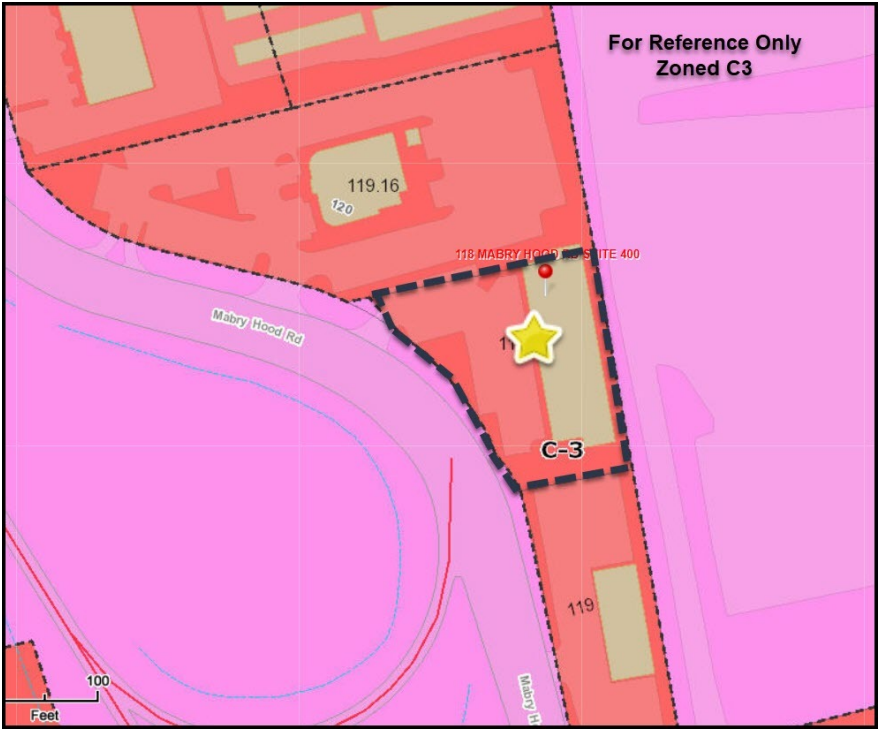 For Reference Only
Zoned C3
119.16
120
118 MABRY HOOD RD SUITE 400
Mabry Hood Rd
C-3
119
100
Feet
Mabry H